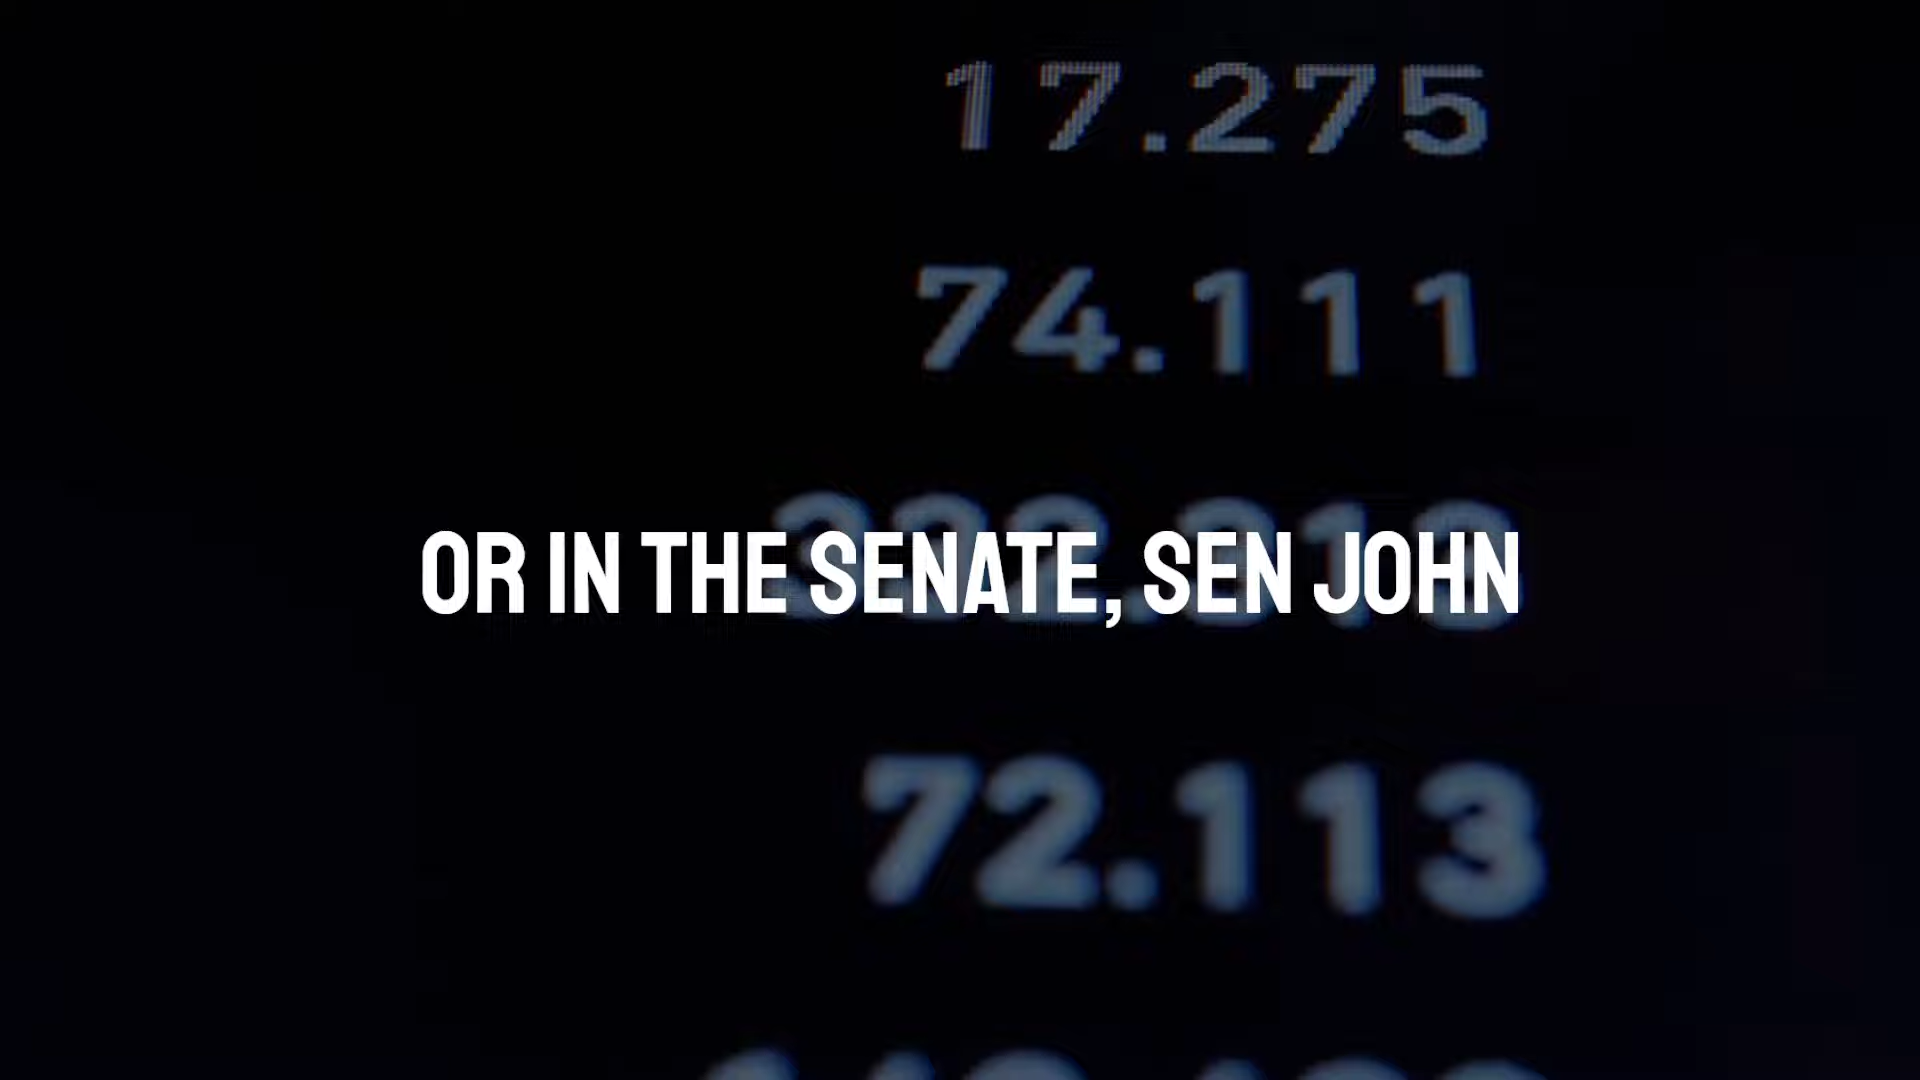 17.275
74.111
OR IN THE SENATE, SEN JOHN
72.113